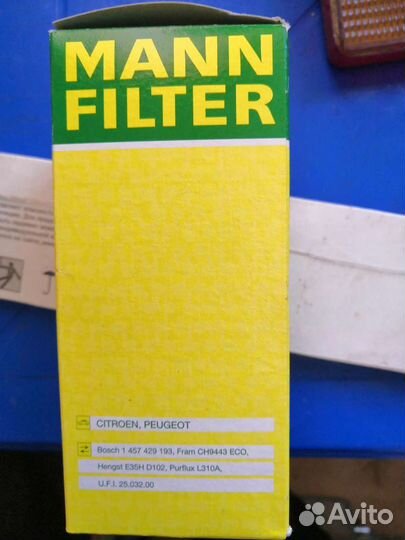 MANN
FILTER
CITROEN, PEUGEOT
Bosch 1 457 429 193, Fram CH9443 ECO,
Hengst E35H D102, Purflux L310A,
U.F.I. 25.032.00
Avito